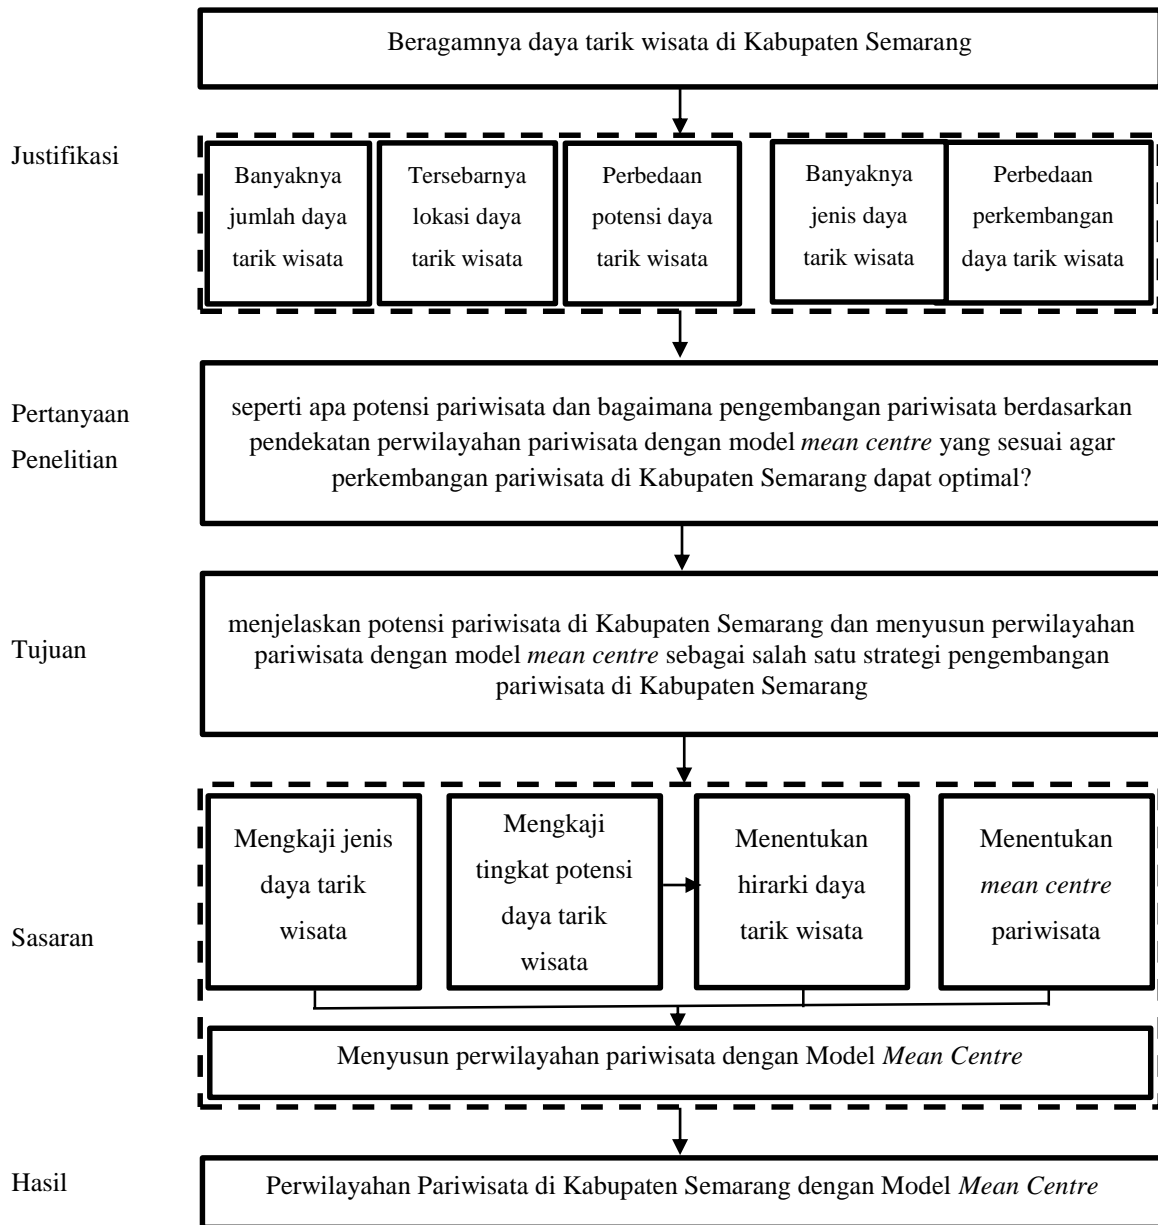 Beragamnya daya tarik wisata di Kabupaten Semarang
Justifikasi
Banyaknya
jumlah daya
tarik wisata
Tersebarnya
lokasi daya
tarik wisata
Perbedaan
potensi daya
tarik wisata
Banyaknya
jenis daya
tarik wisata
Perbedaan
perkembangan
daya tarik wisata
Pertanyaan
Penelitian
seperti apa potensi pariwisata dan bagaimana pengembangan pariwisata berdasarkan
pendekatan perwilayahan pariwisata dengan model mean centre yang sesuai agar
perkembangan pariwisata di Kabupaten Semarang dapat optimal?
Tujuan
menjelaskan potensi pariwisata di Kabupaten Semarang dan menyusun perwilayahan
pariwisata dengan model mean centre sebagai salah satu strategi pengembangan
pariwisata di Kabupaten Semarang
Sasaran
Mengkaji jenis
daya tarik
wisata
Mengkaji
tingkat potensi
daya tarik
wisata
Menentukan
hirarki daya
tarik wisata
Menentukan
mean centre
pariwisata
Menyusun perwilayahan pariwisata dengan Model Mean Centre
Hasil
Perwilayahan Pariwisata di Kabupaten Semarang dengan Model Mean Centre